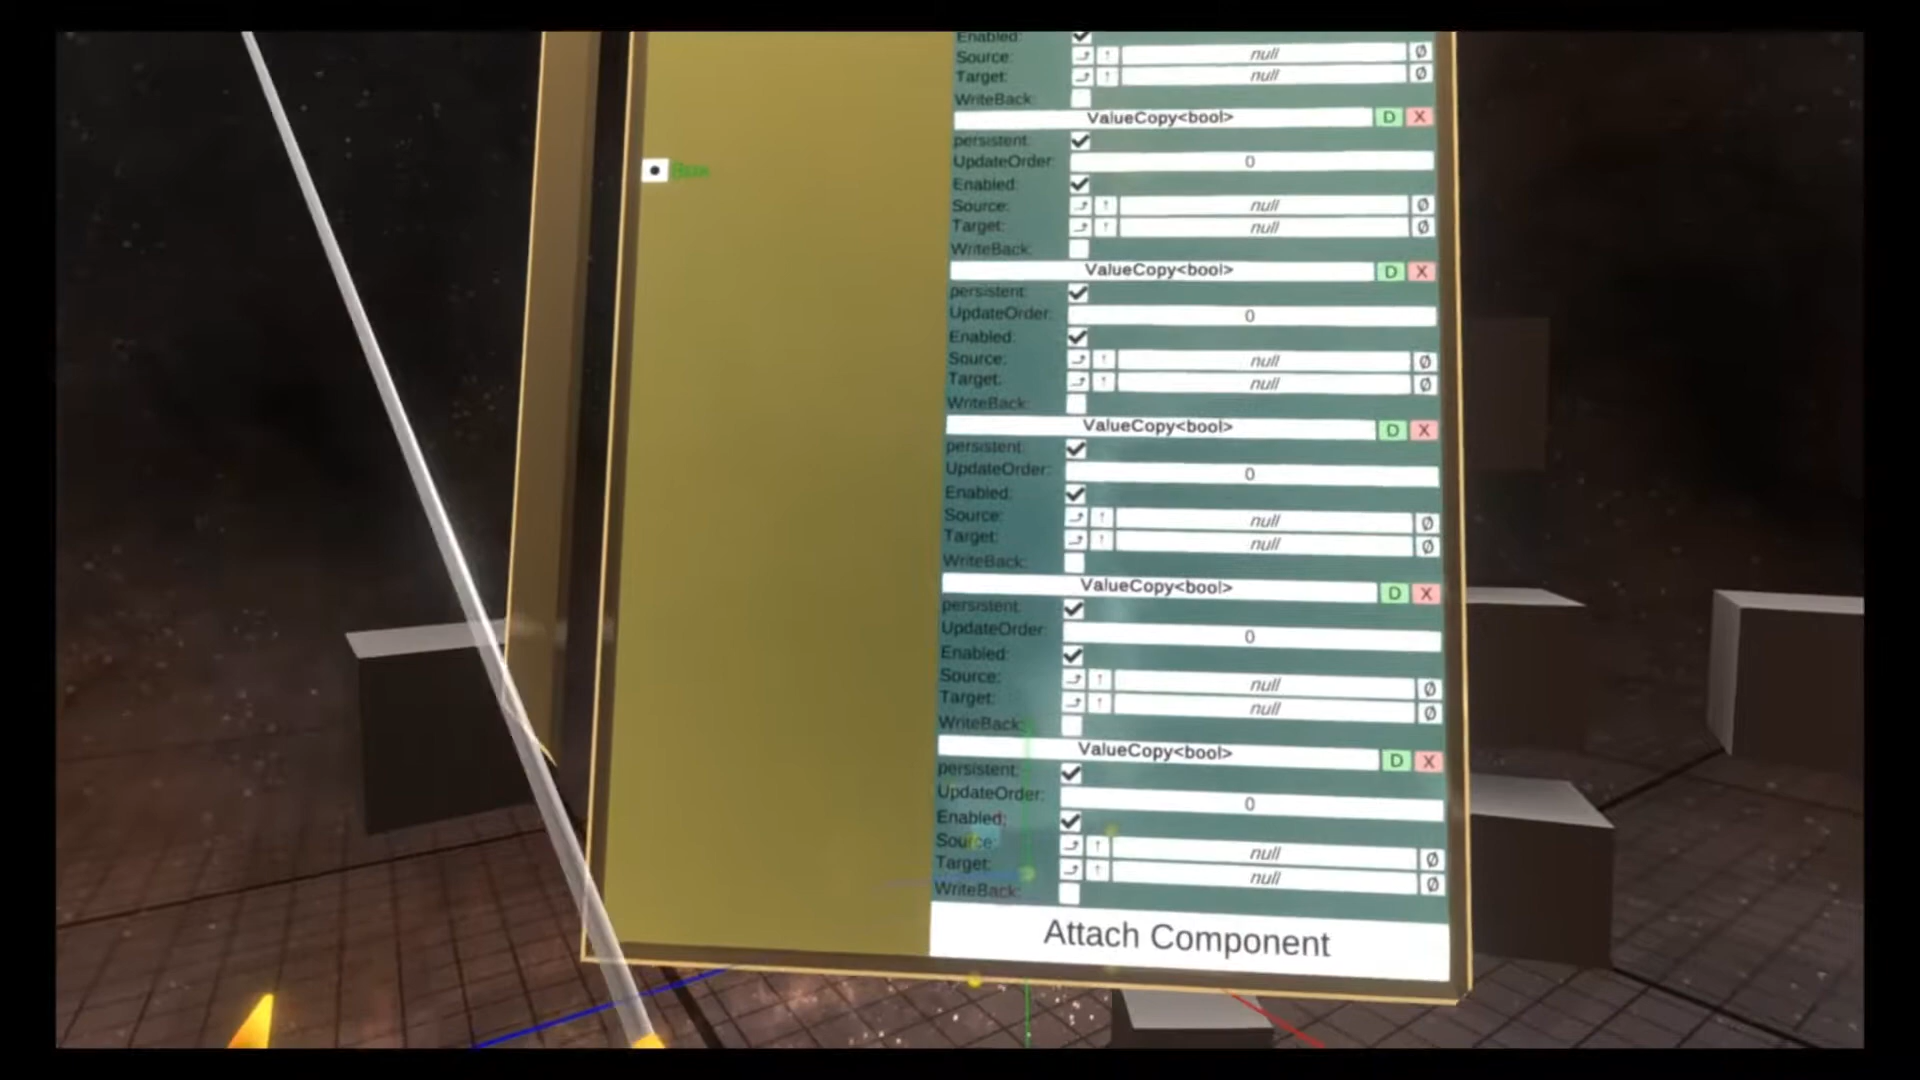 Enabled:
Source: null Ø
Target: null Ø
WriteBack:
ValueCopy<bool> D X
persistent:
UpdateOrder: 0
Enabled:
Source: null Ø
Target: null Ø
WriteBack:
ValueCopy<bool> D X
persistent:
UpdateOrder: 0
Enabled:
Source: null Ø
Target: null Ø
WriteBack:
ValueCopy<bool> D X
persistent:
UpdateOrder: 0
Enabled:
Source: null Ø
Target: null Ø
WriteBack:
ValueCopy<bool> D X
persistent:
UpdateOrder: 0
Enabled:
Source: null Ø
Target: null Ø
WriteBack:
ValueCopy<bool> D X
persistent:
UpdateOrder: 0
Enabled:
Source: null Ø
Target: null Ø
WriteBack:
Attach Component